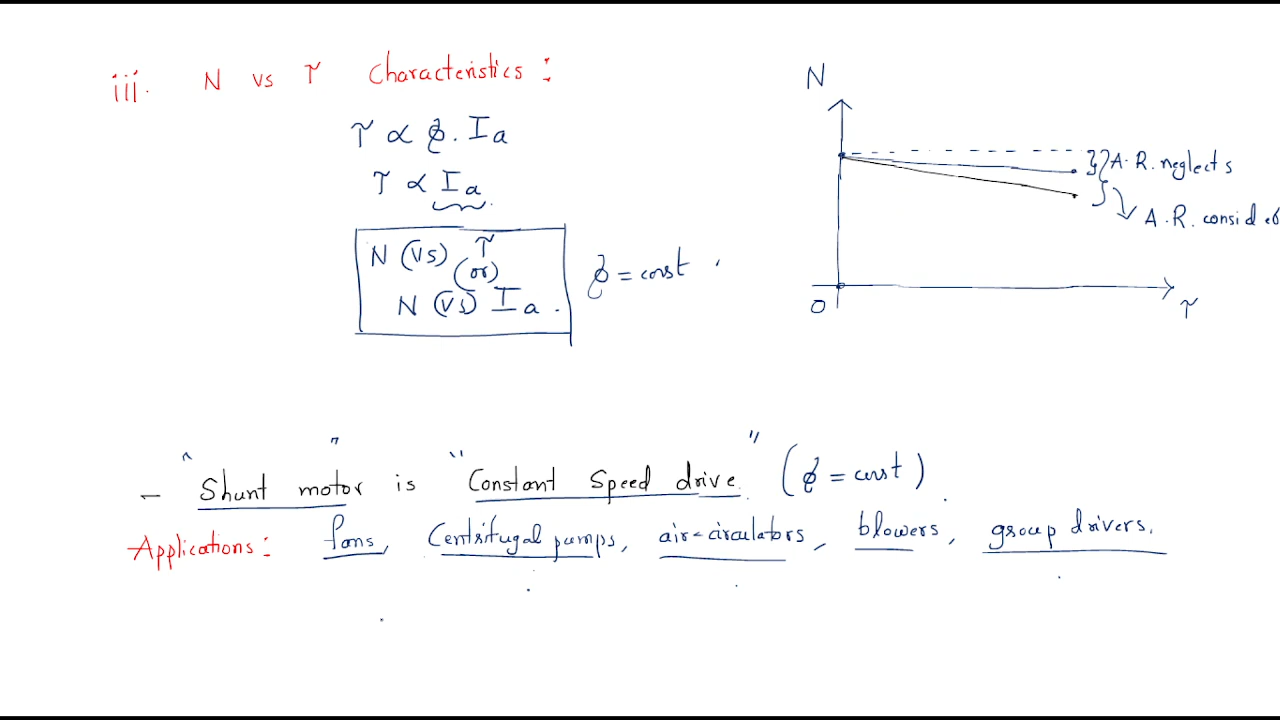 iii. N vs τ Characteristics :
τ ∝ φ. Ia
τ ∝ Ia
N (vs) τ
(or)
N (vs) Ia .
φ = const
N
A.R. neglects
A.R. consider
O
τ
- "Shunt motor" is "Constant Speed drive" (φ = const)
Applications : fans, Centrifugal pumps, air-circulators, blowers, group drivers.